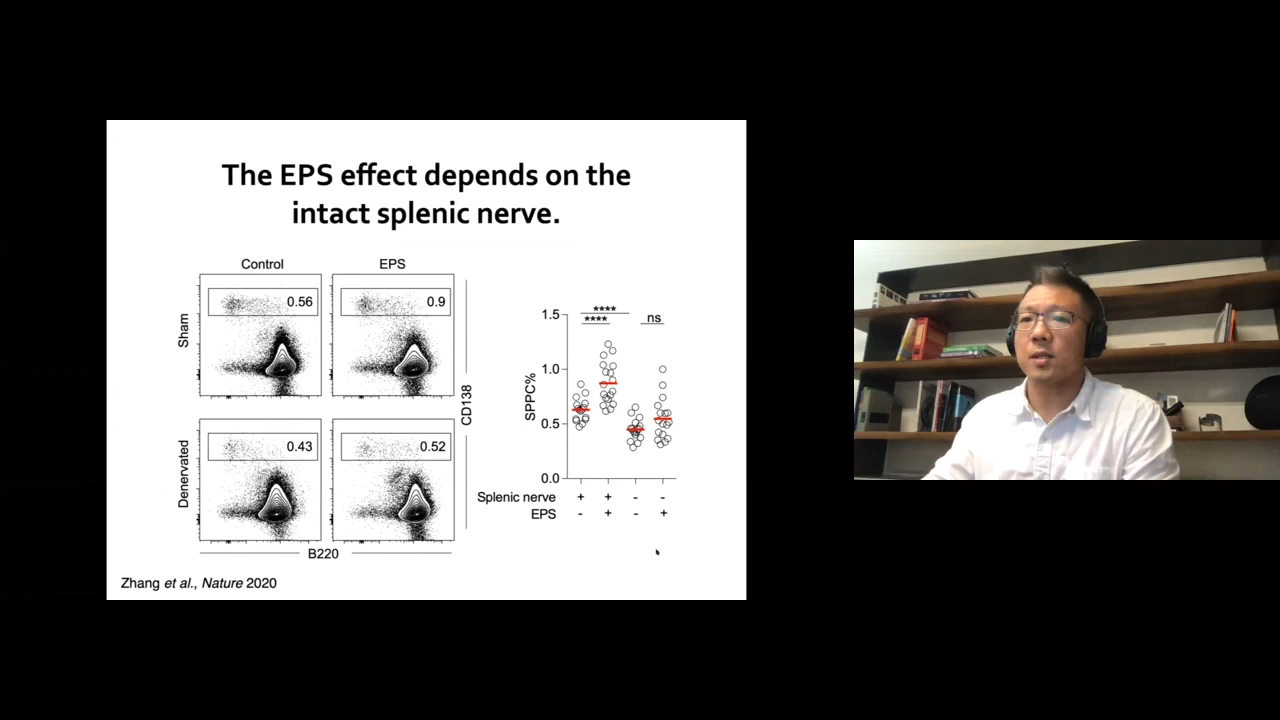 The EPS effect depends on the
intact splenic nerve.
Control
EPS
Sham
0.56
0.9
Denervated
0.43
0.52
CD138
B220
SPPC%
1.5
1.0
0.5
0.0
****
****
ns
Splenic nerve + + - -
EPS - + - +
Zhang et al., Nature 2020